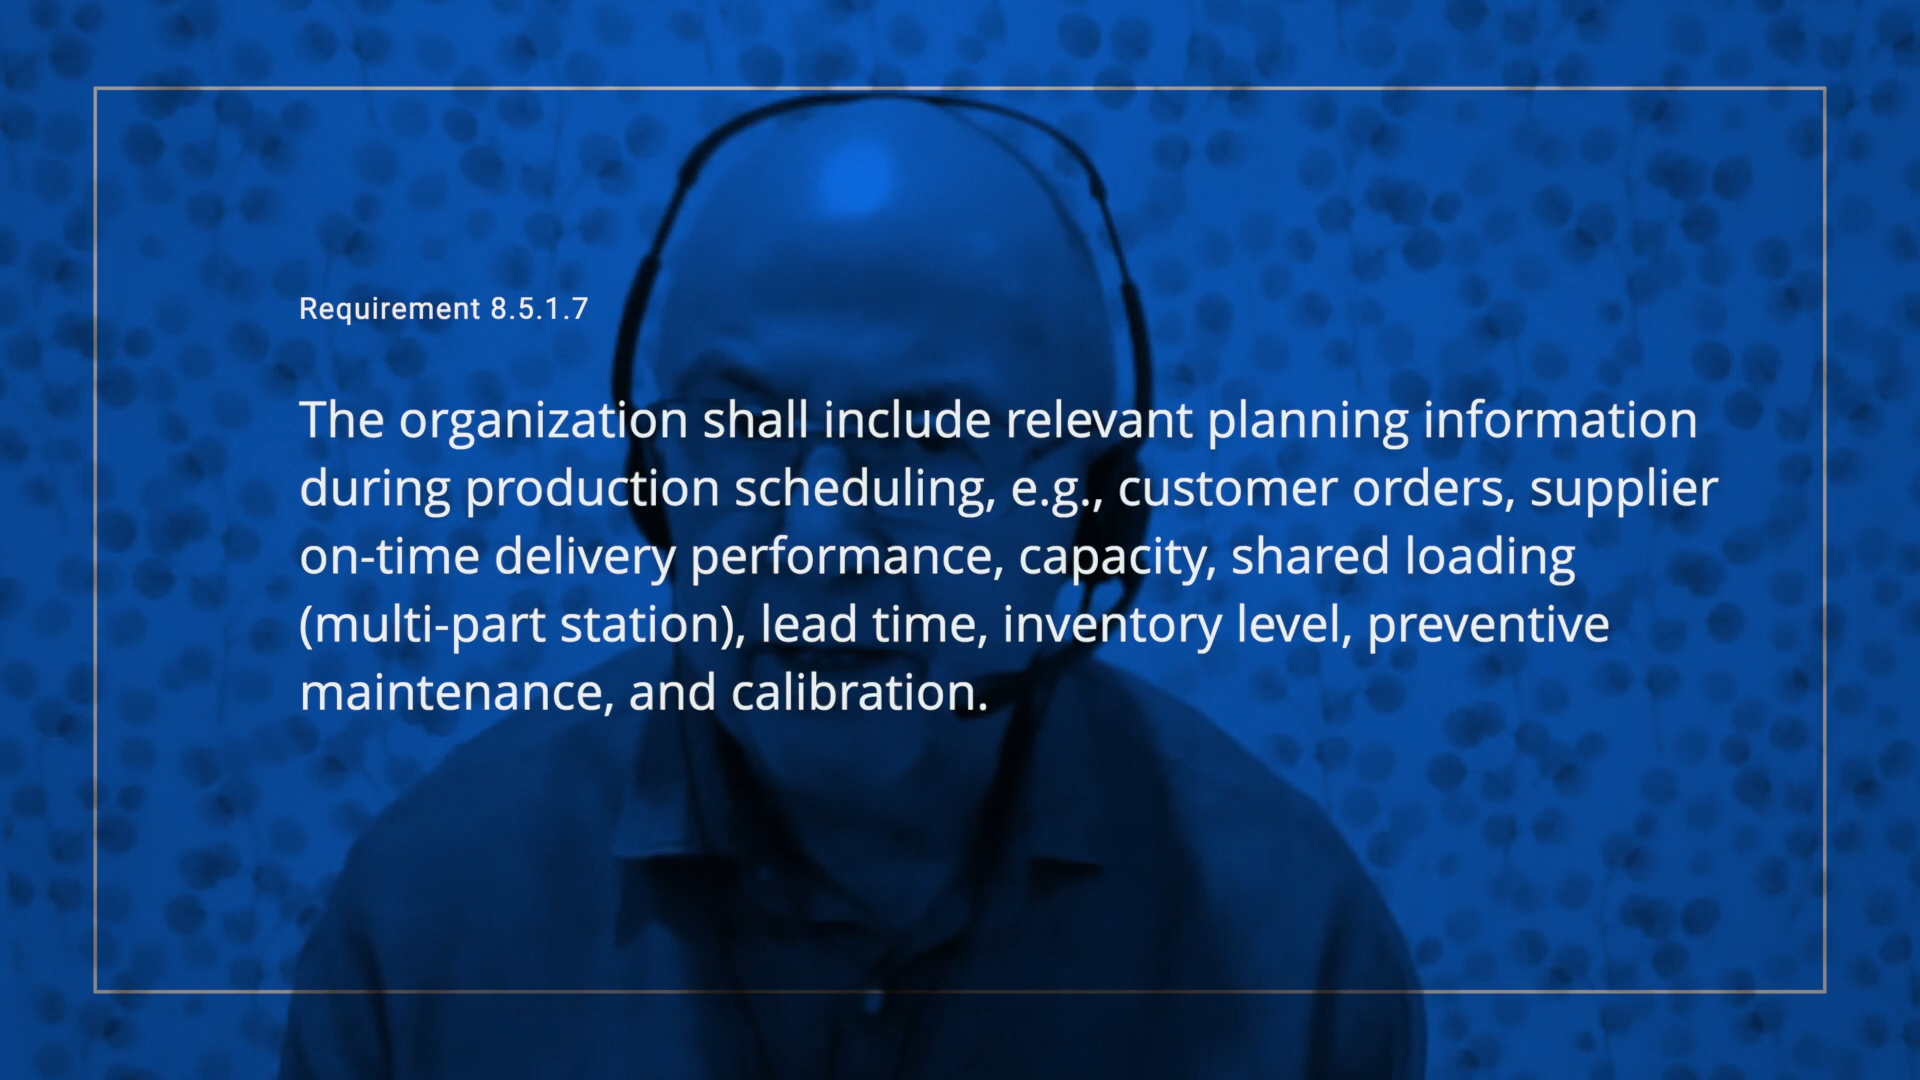 Requirement 8.5.1.7
The organization shall include relevant planning information
during production scheduling, e.g., customer orders, supplier
on-time delivery performance, capacity, shared loading
(multi-part station), lead time, inventory level, preventive
maintenance, and calibration.